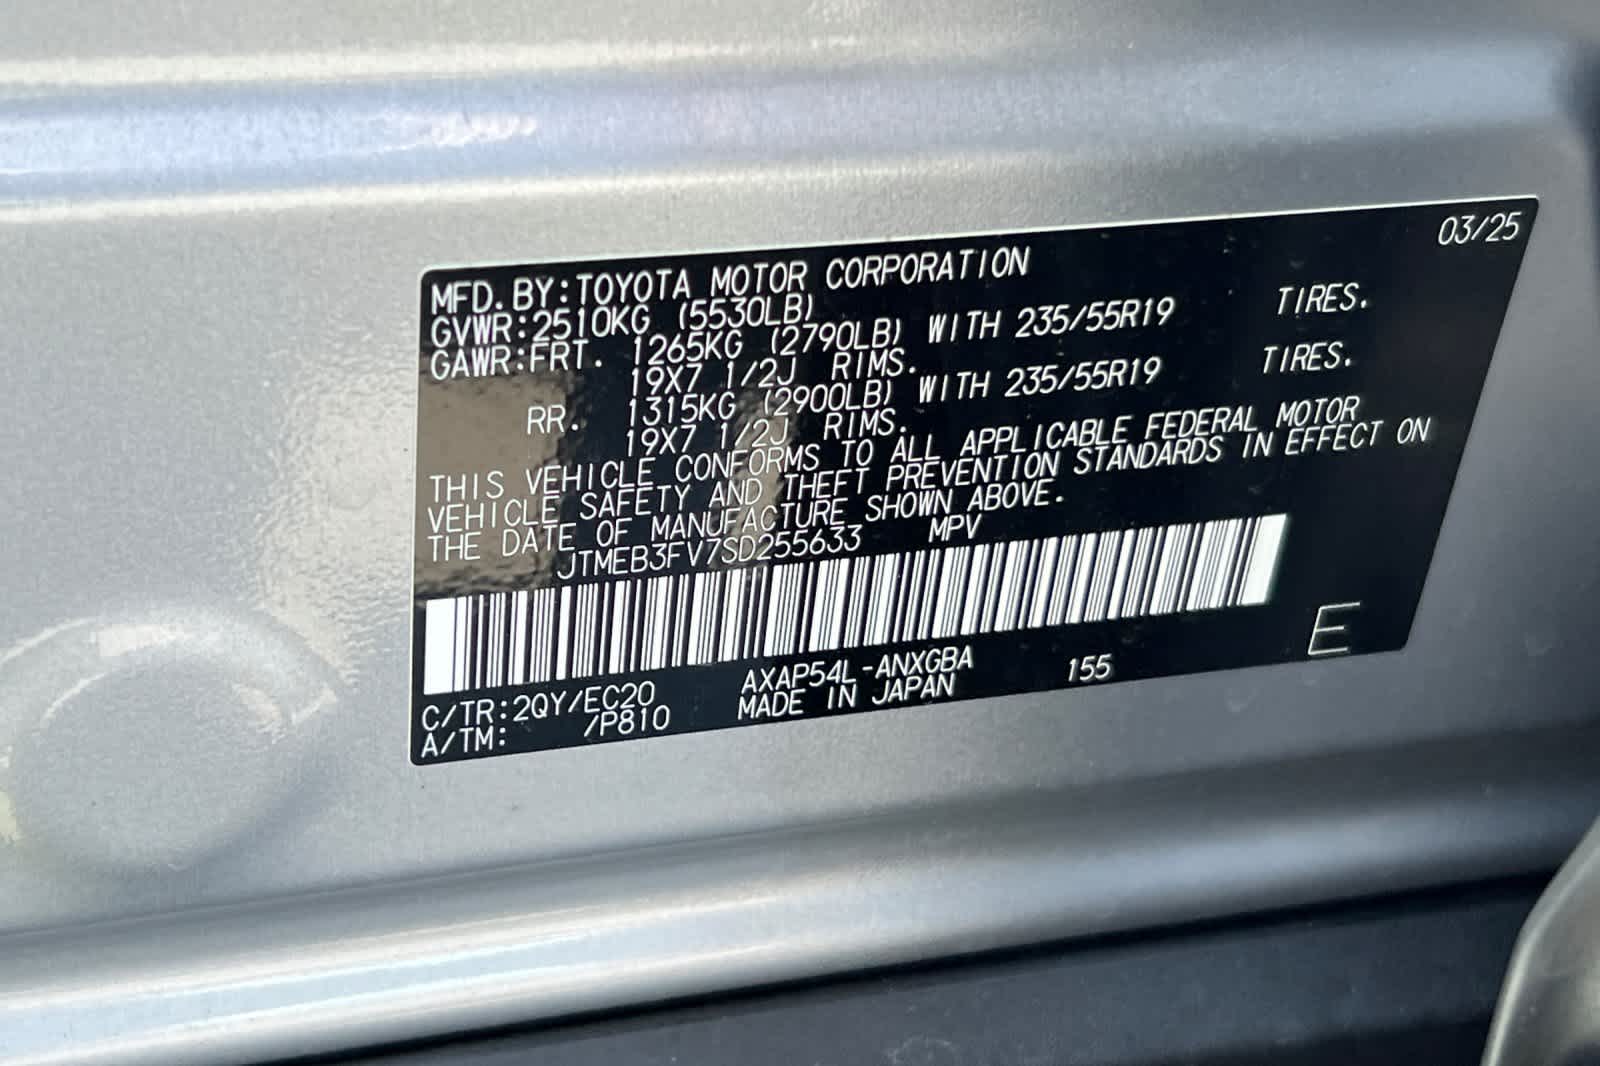 03/25
MFD.BY:TOYOTA MOTOR CORPORATION
GVWR:2510KG (5530LB)
GAWR:FRT. 1265KG (2790LB) WITH 235/55R19 TIRES.
19X7 1/2J RIMS.
RR. 1315KG (2900LB) WITH 235/55R19 TIRES.
19X7 1/2J RIMS.
THIS VEHICLE CONFORMS TO ALL APPLICABLE FEDERAL MOTOR
VEHICLE SAFETY AND THEFT PREVENTION STANDARDS IN EFFECT ON
THE DATE OF MANUFACTURE SHOWN ABOVE.
JTMEB3FV7SD255633 MPV
C/TR:2QY/EC20 AXAP54L-ANXGBA 155 E
A/TM: /P810 MADE IN JAPAN